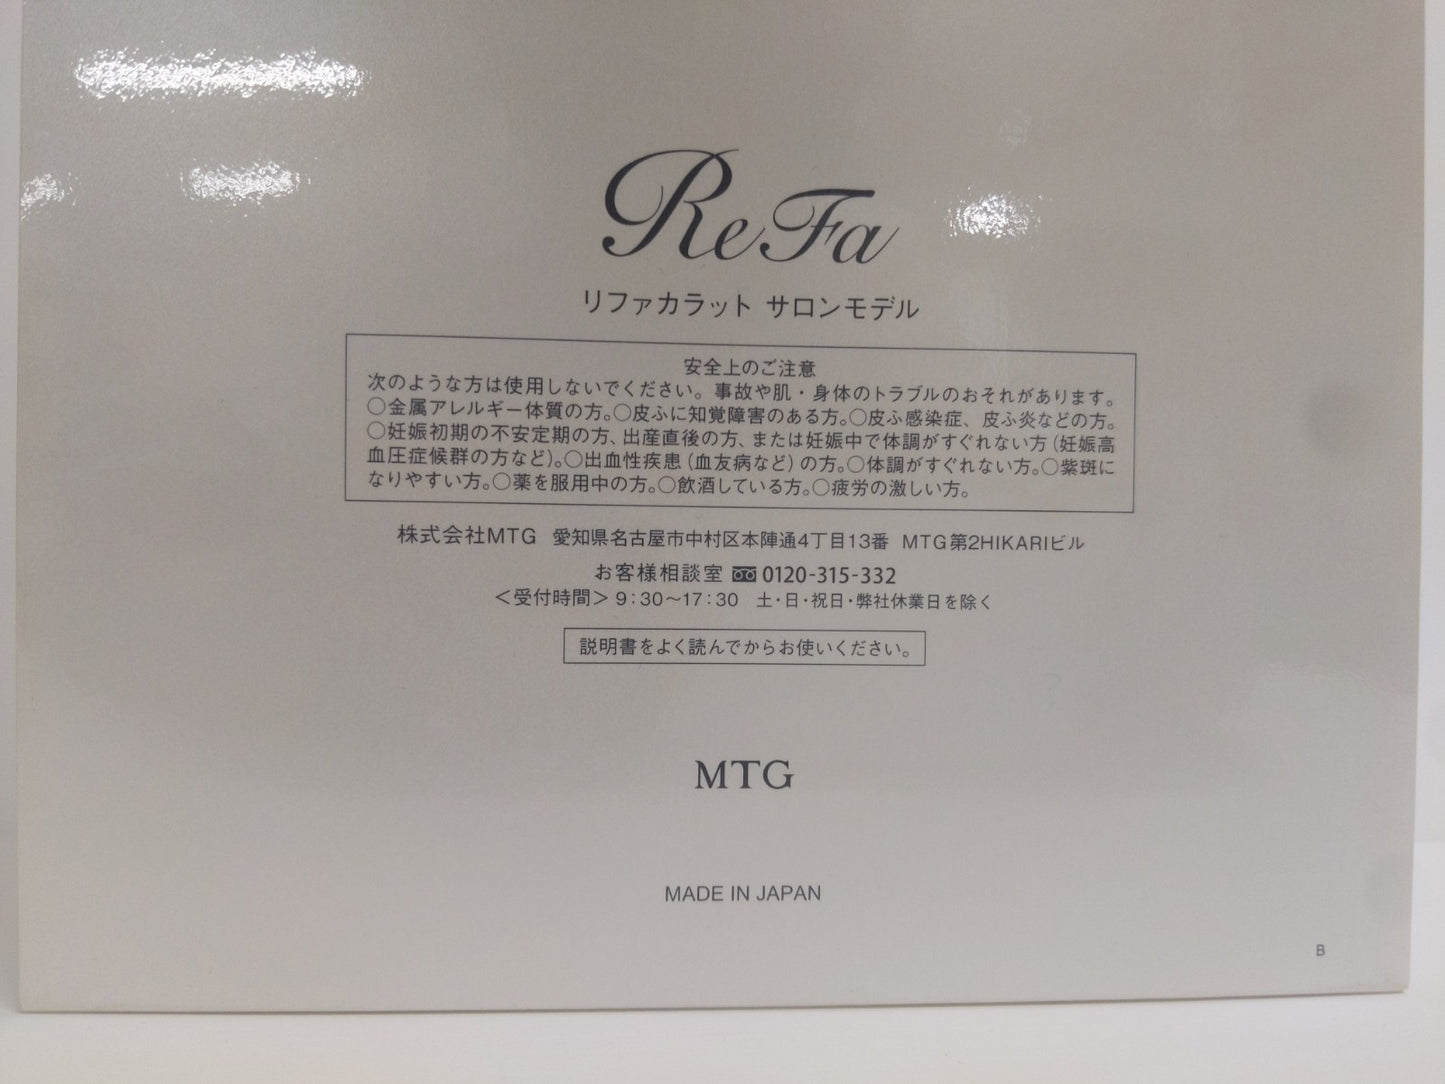 ReFa
リファカラット サロンモデル
安全上のご注意
次のような方は使用しないでください。事故や肌・身体のトラブルのおそれがあります。
○金属アレルギー体質の方。○皮ふに知覚障害のある方。○皮ふ感染症、皮ふ炎などの方。
○妊娠初期の不安定期の方、出産直後の方、または妊娠中で体調がすぐれない方（妊娠高
血圧症候群の方など）。○出血性疾患（血友病など）の方。○体調がすぐれない方。○紫斑に
なりやすい方。○薬を服用中の方。○飲酒している方。○疲労の激しい方。
株式会社MTG 愛知県名古屋市中村区本陣通4丁目13番 MTG第2HIKARIビル
お客様相談室 0120-315-332
＜受付時間＞9：30〜17：30 土・日・祝日・弊社休業日を除く
説明書をよく読んでからお使いください。
MTG
MADE IN JAPAN
B